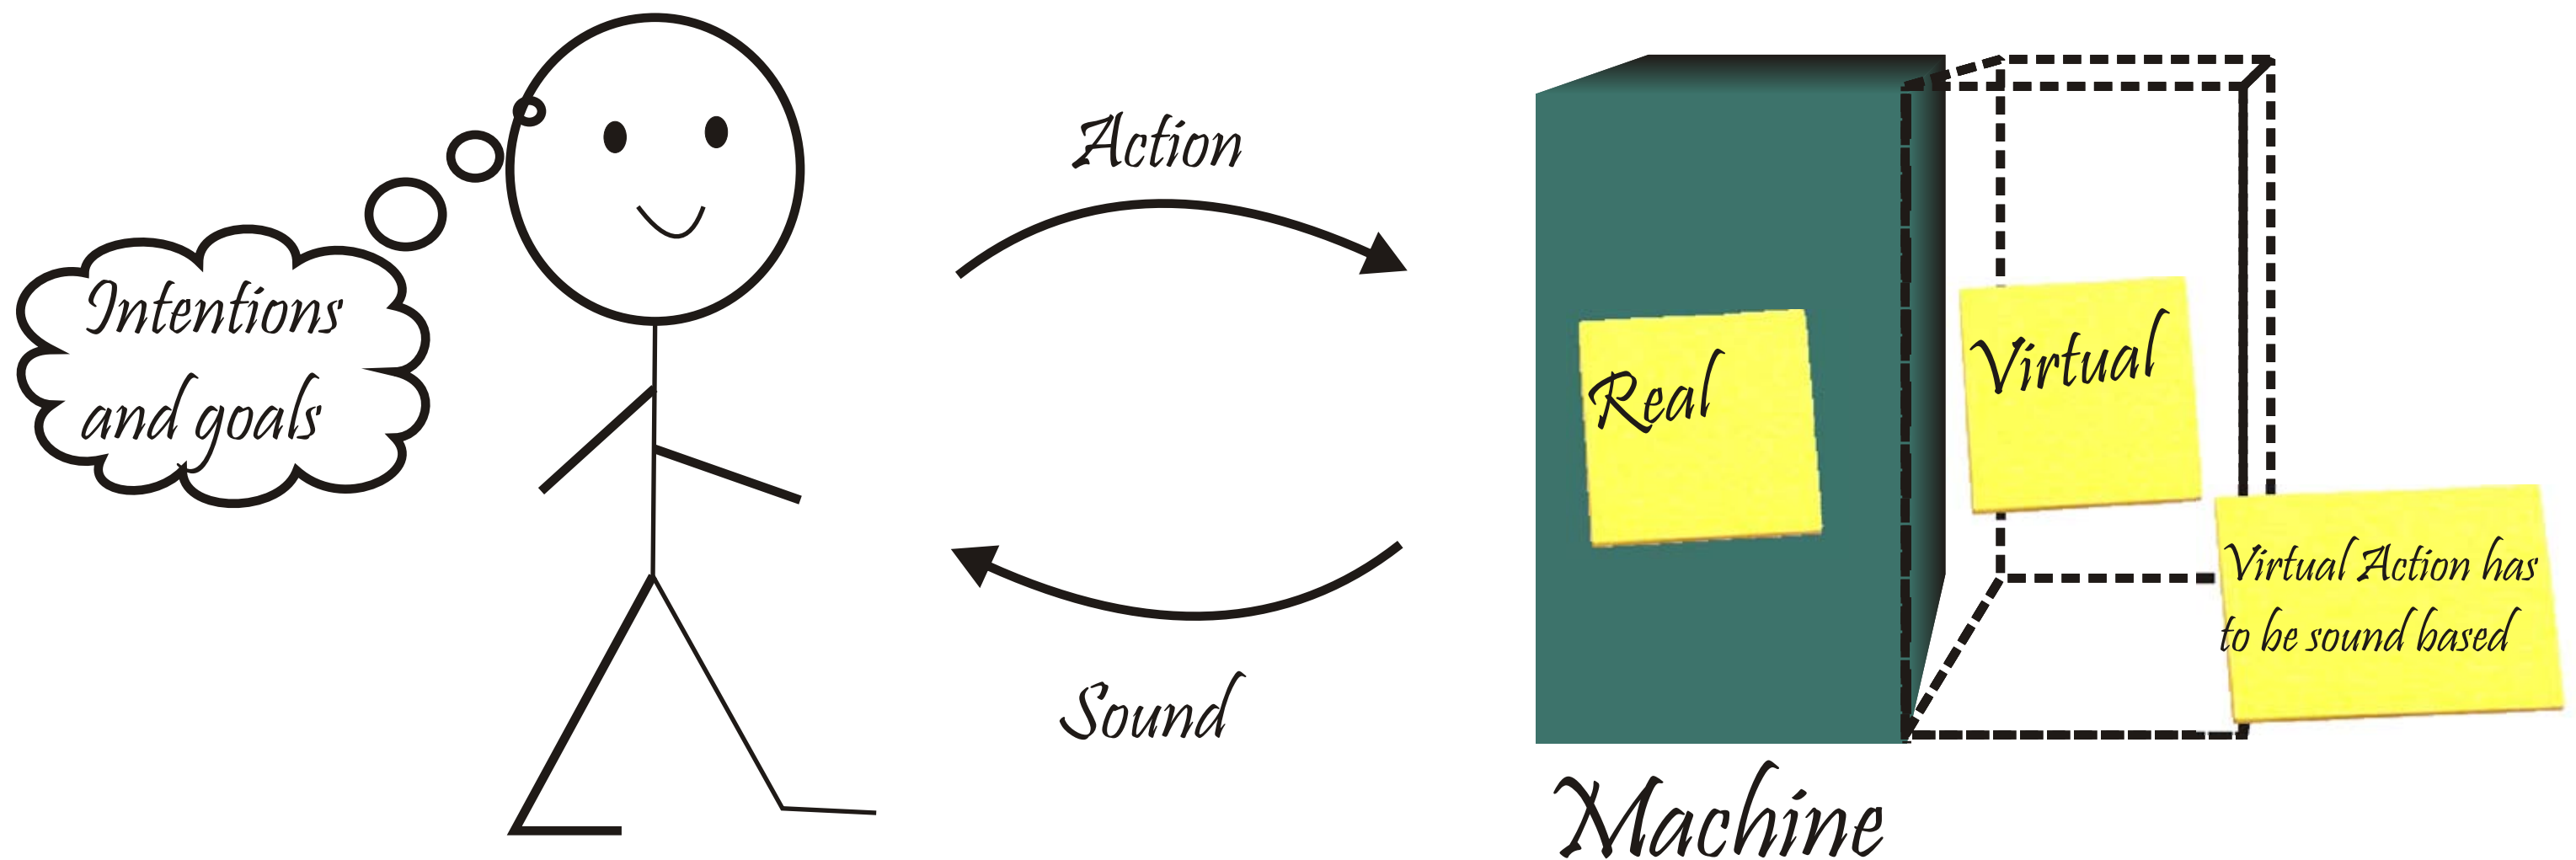 Intentions
and goals
Action
Sound
Real
Virtual
Virtual Action has
to be sound based
Machine